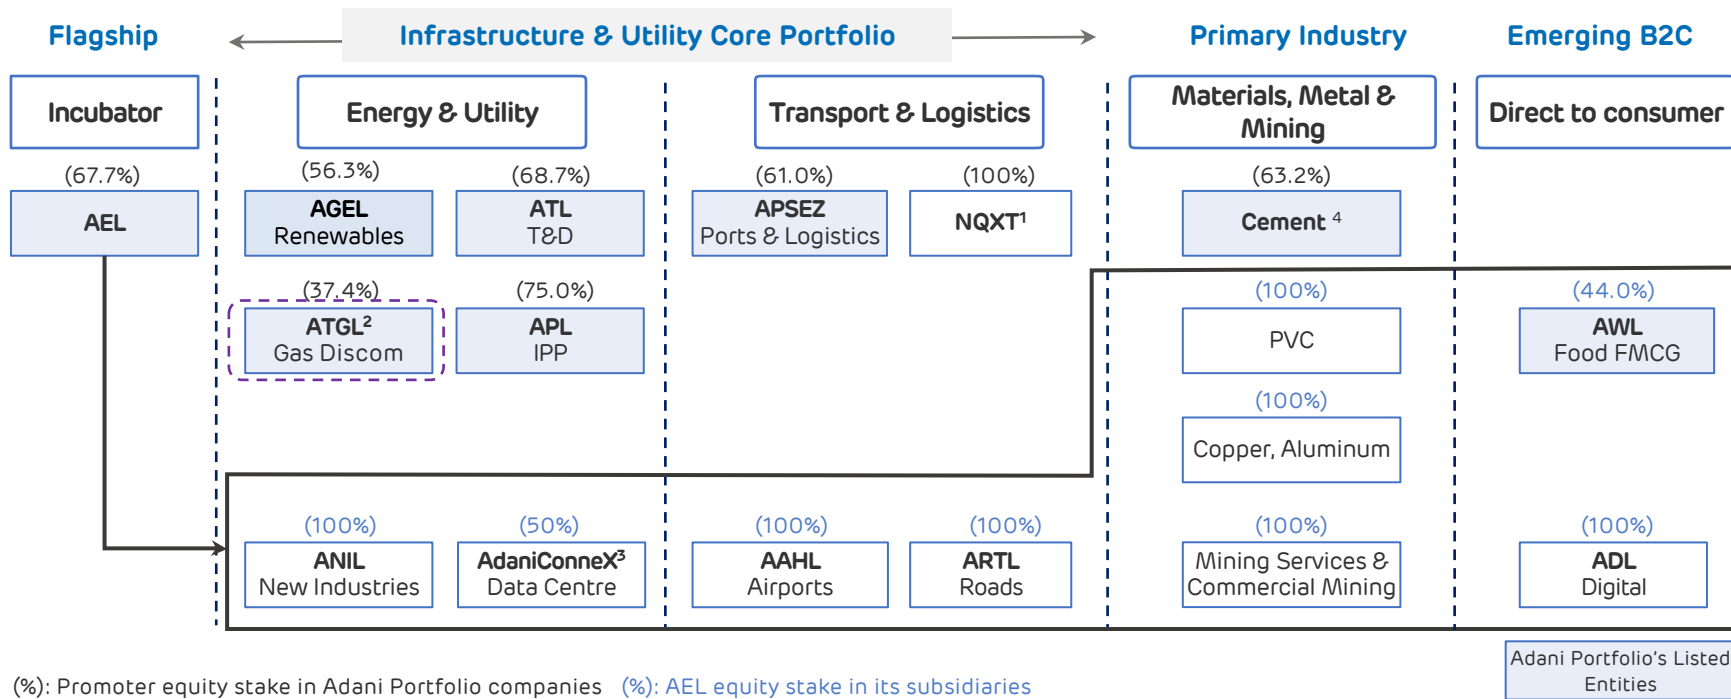 Flagship
Infrastructure & Utility Core Portfolio
Primary Industry
Emerging B2C
Incubator
Energy & Utility
Transport & Logistics
Materials, Metal &
Mining
Direct to consumer
(67.7%)
AEL
(56.3%)
AGEL
Renewables
(68.7%)
ATL
T&D
(61.0%)
APSEZ
Ports & Logistics
(100%)
NQXT¹
(63.2%)
Cement ⁴
(37.4%)
ATGL²
Gas Discom
(75.0%)
APL
IPP
(100%)
PVC
(44.0%)
AWL
Food FMCG
(100%)
Copper, Aluminum
(100%)
ANIL
New Industries
(50%)
AdaniConneX³
Data Centre
(100%)
AAHL
Airports
(100%)
ARTL
Roads
(100%)
Mining Services &
Commercial Mining
(100%)
ADL
Digital
(%): Promoter equity stake in Adani Portfolio companies (%): AEL equity stake in its subsidiaries
Adani Portfolio's Listed
Entities